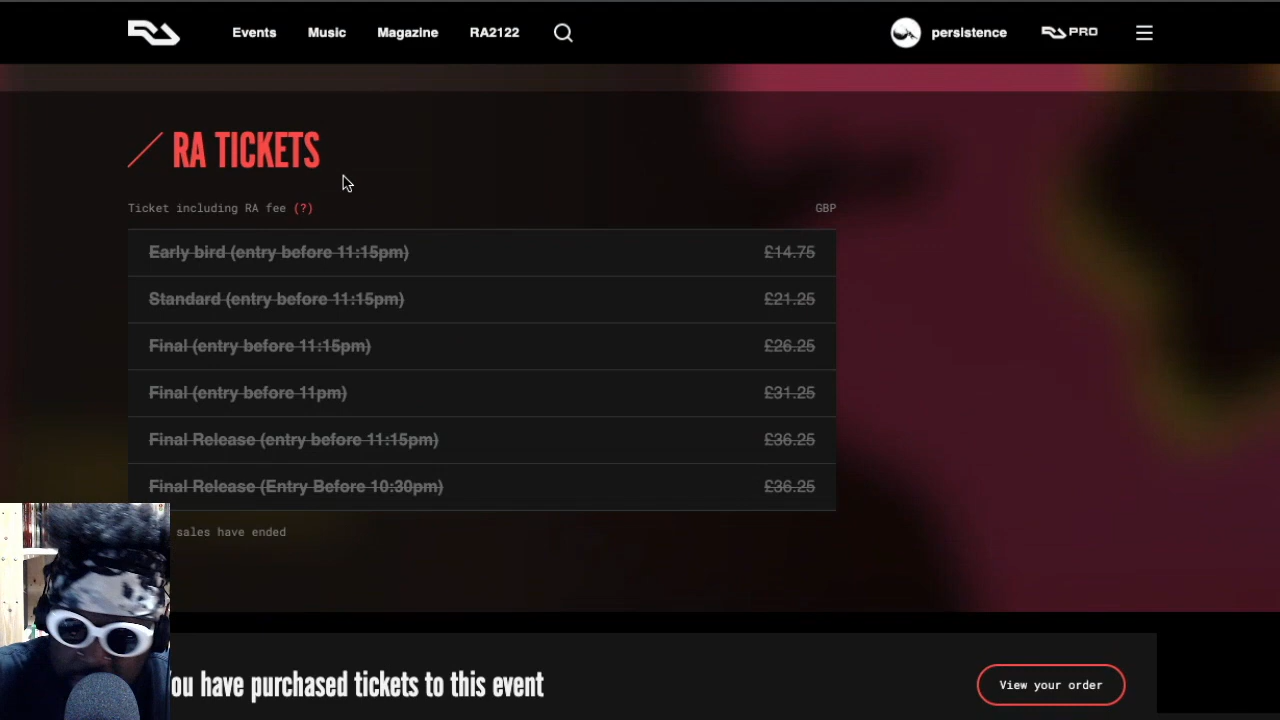 RA Events Music Magazine RA2122 persistence RA PRO
RA TICKETS
Ticket including RA fee (?) GBP
Early bird (entry before 11:15pm) £14.75
Standard (entry before 11:15pm) £21.25
Final (entry before 11:15pm) £26.25
Final (entry before 11pm) £31.25
Final Release (entry before 11:15pm) £36.25
Final Release (Entry Before 10:30pm) £36.25
sales have ended
You have purchased tickets to this event View your order